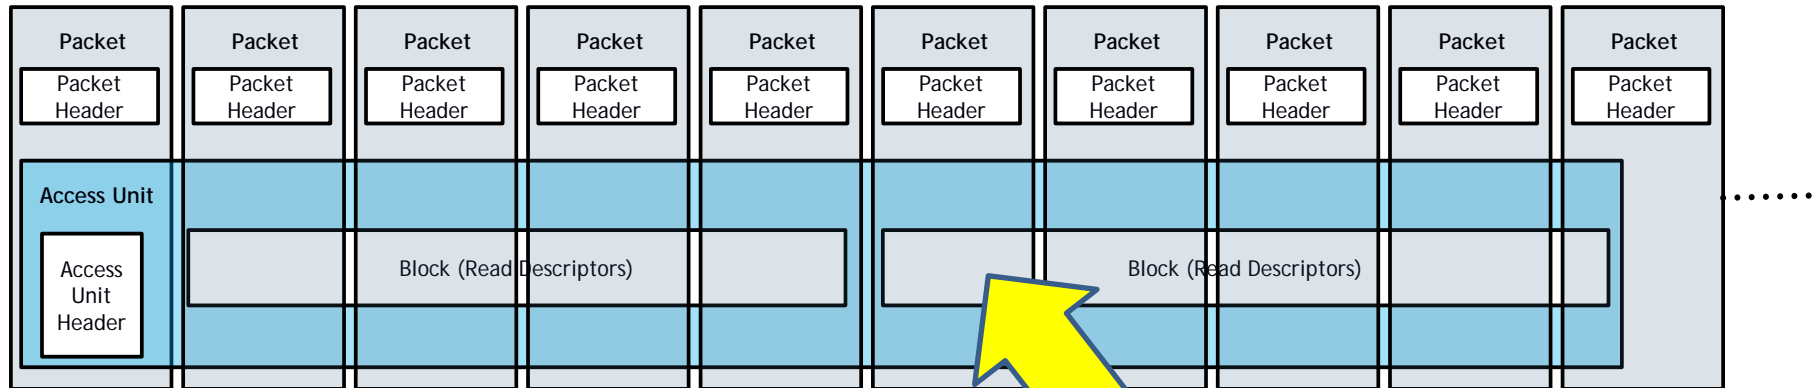 Packet Packet Packet Packet Packet Packet Packet Packet Packet Packet
Packet Packet Packet Packet Packet Packet Packet Packet Packet Packet
Header Header Header Header Header Header Header Header Header Header
Access Unit
Access
Unit
Header
Block (Read Descriptors)
Block (Read Descriptors)